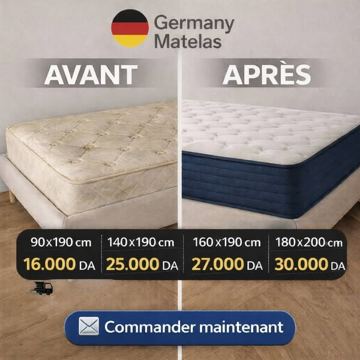 Germany
Matelas
AVANT
APRÈS
90x190 cm
16.000 DA
140x190 cm
25.000 DA
160x190 cm
27.000 DA
180x200 cm
30.000 DA
Commander maintenant